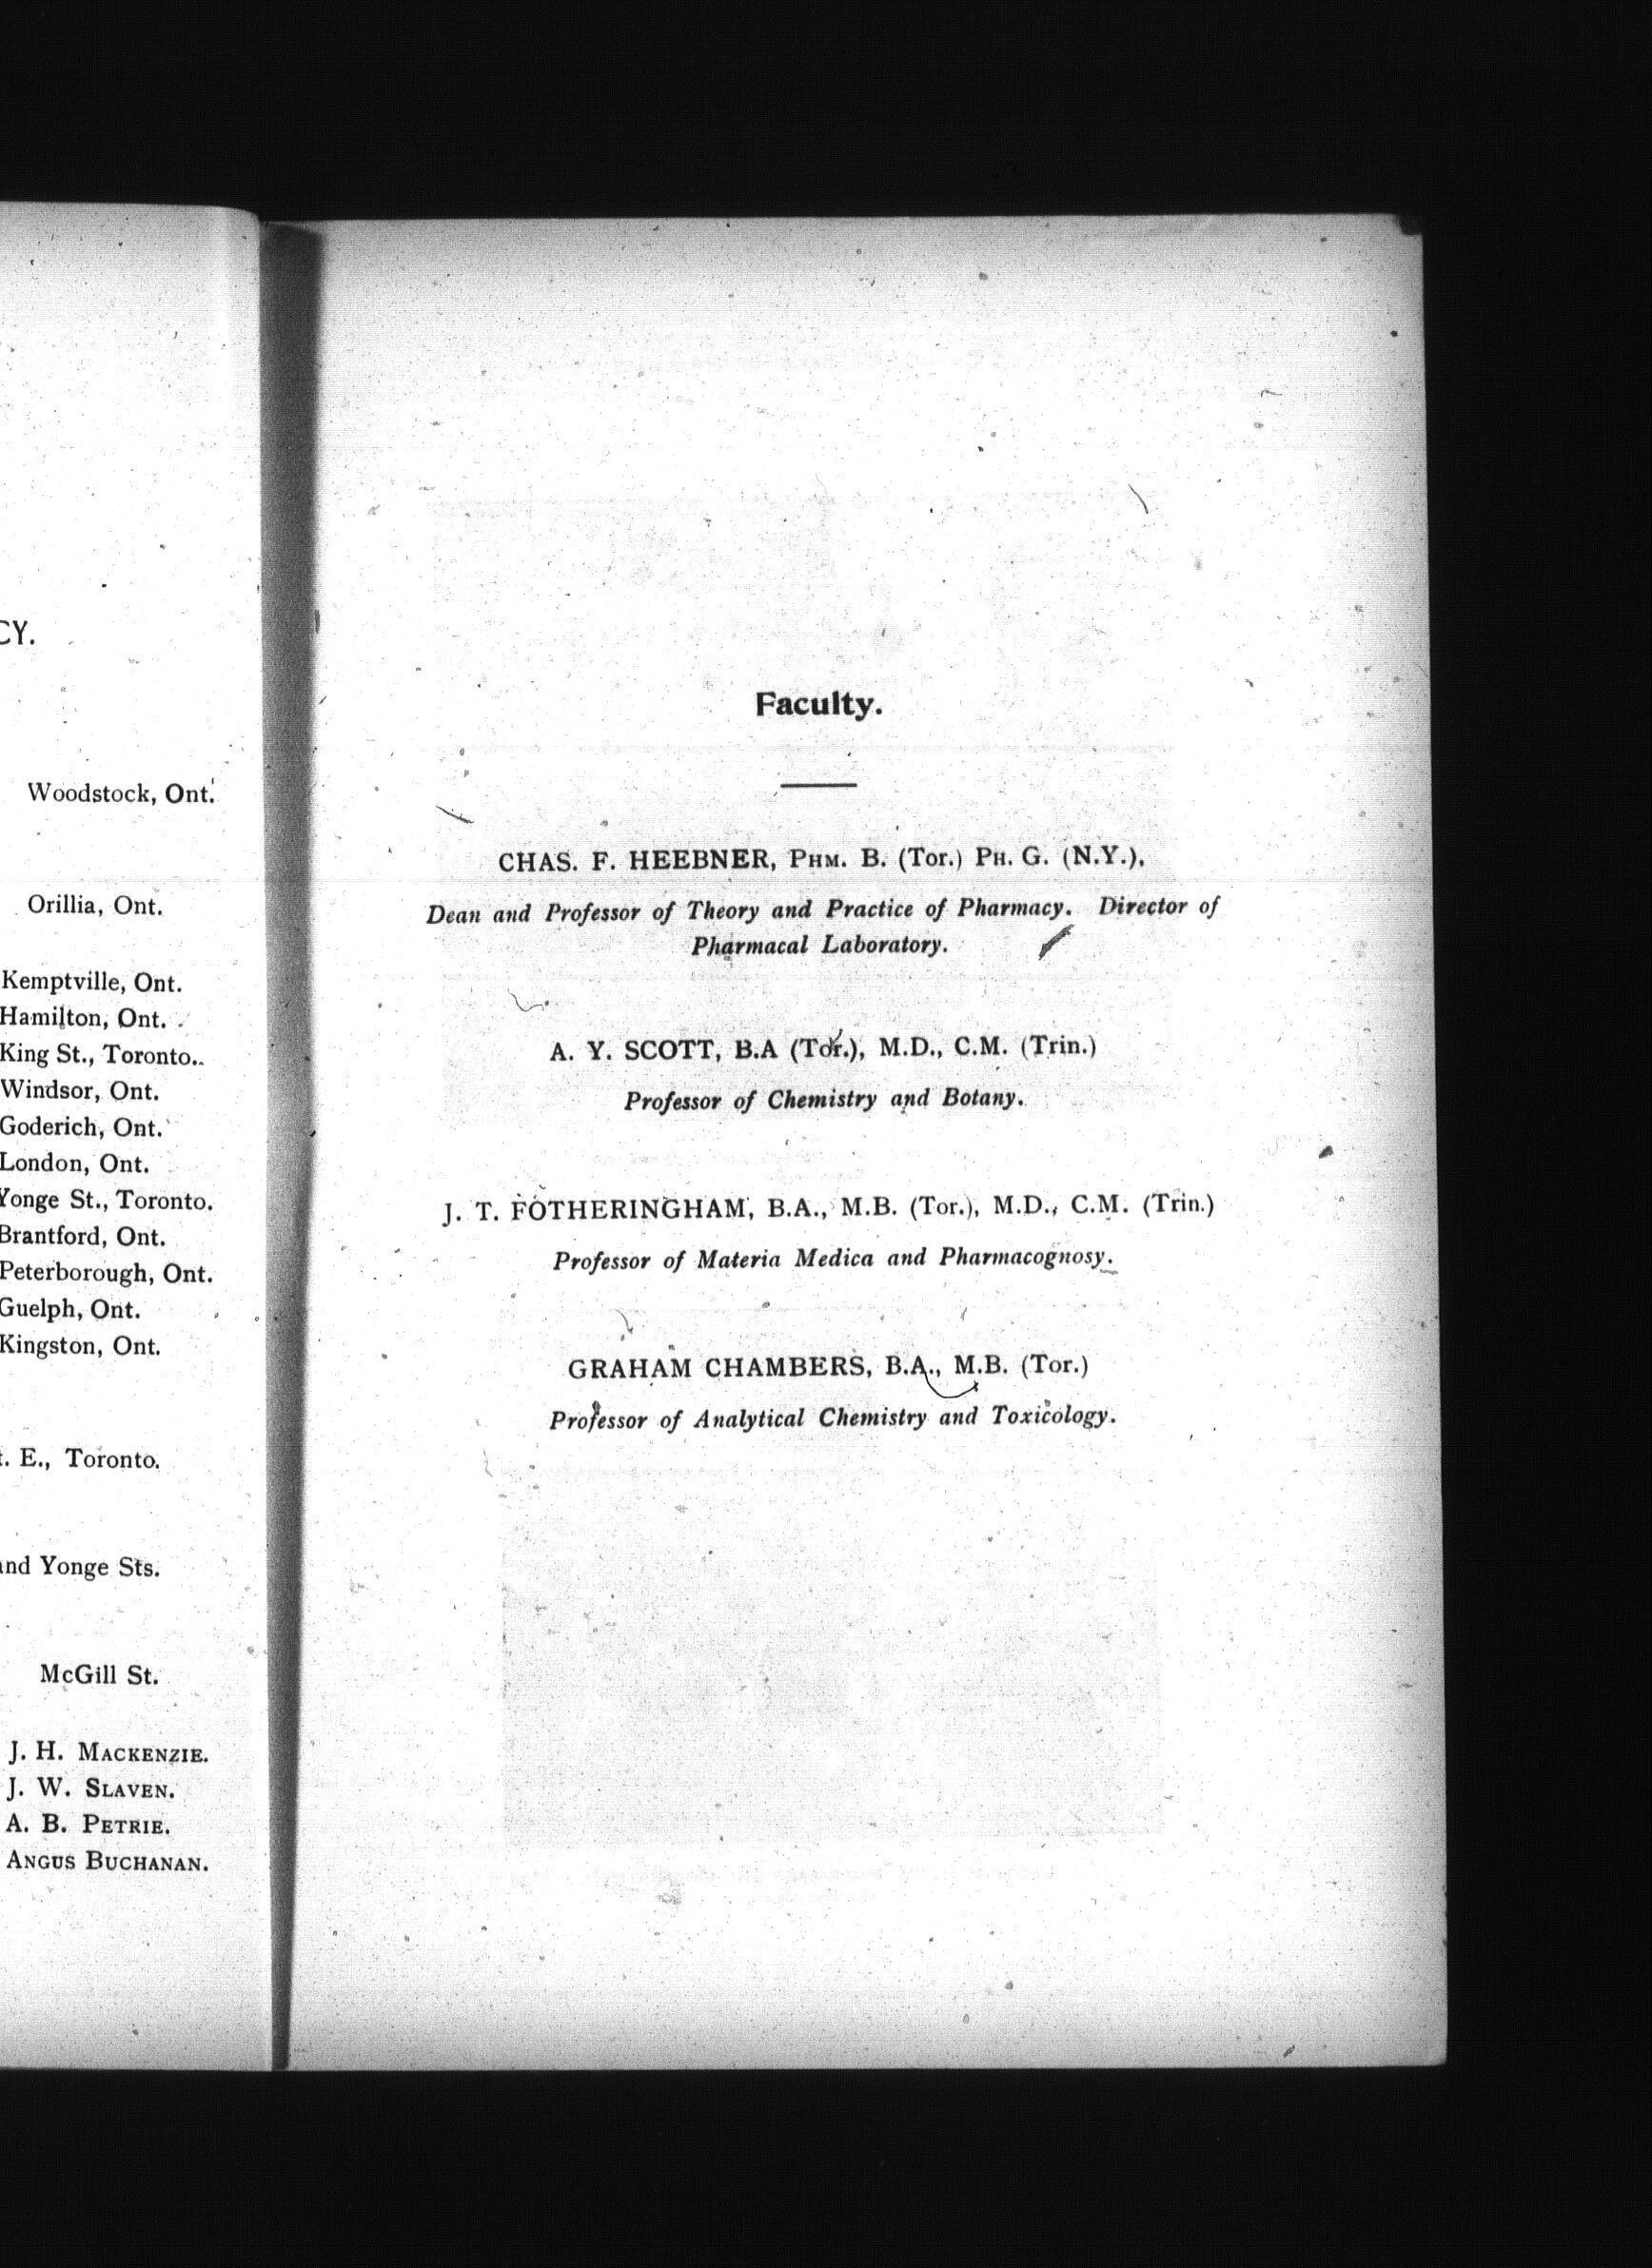 CY.
Woodstock, Ont.
Orillia, Ont.
Kemptville, Ont.
Hamilton, Ont.
King St., Toronto.
Windsor, Ont.
Goderich, Ont.
London, Ont.
Yonge St., Toronto.
Brantford, Ont.
Peterborough, Ont.
Guelph, Ont.
Kingston, Ont.
t. E., Toronto.
and Yonge Sts.
McGill St.
J. H. MACKENZIE.
J. W. SLAVEN.
A. B. PETRIE.
ANGUS BUCHANAN.
Faculty.
CHAS. F. HEEBNER, PHM. B. (Tor.) PH. G. (N.Y.),
Dean and Professor of Theory and Practice of Pharmacy. Director of
Pharmacal Laboratory.
A. Y. SCOTT, B.A (Tor.), M.D., C.M. (Trin.)
Professor of Chemistry and Botany.
J. T. FOTHERINGHAM, B.A., M.B. (Tor.), M.D., C.M. (Trin.)
Professor of Materia Medica and Pharmacognosy.
GRAHAM CHAMBERS, B.A., M.B. (Tor.)
Professor of Analytical Chemistry and Toxicology.